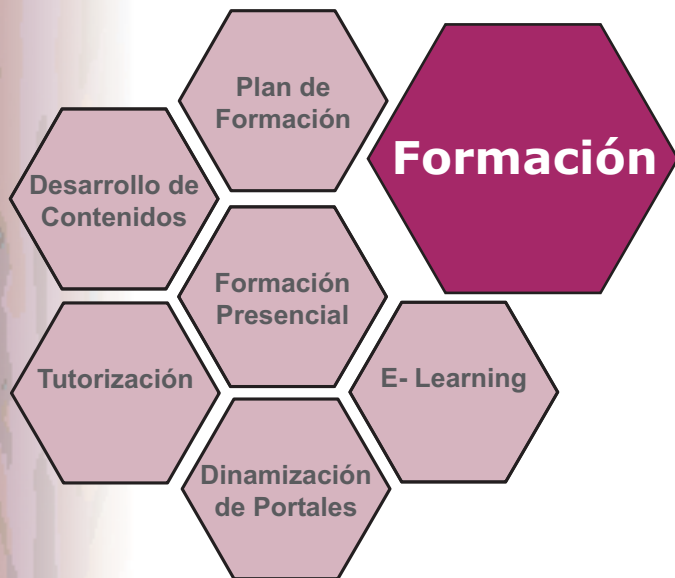 Plan de
Formación
Formación
Desarrollo de
Contenidos
Formación
Presencial
Tutorización
E- Learning
Dinamización
de Portales